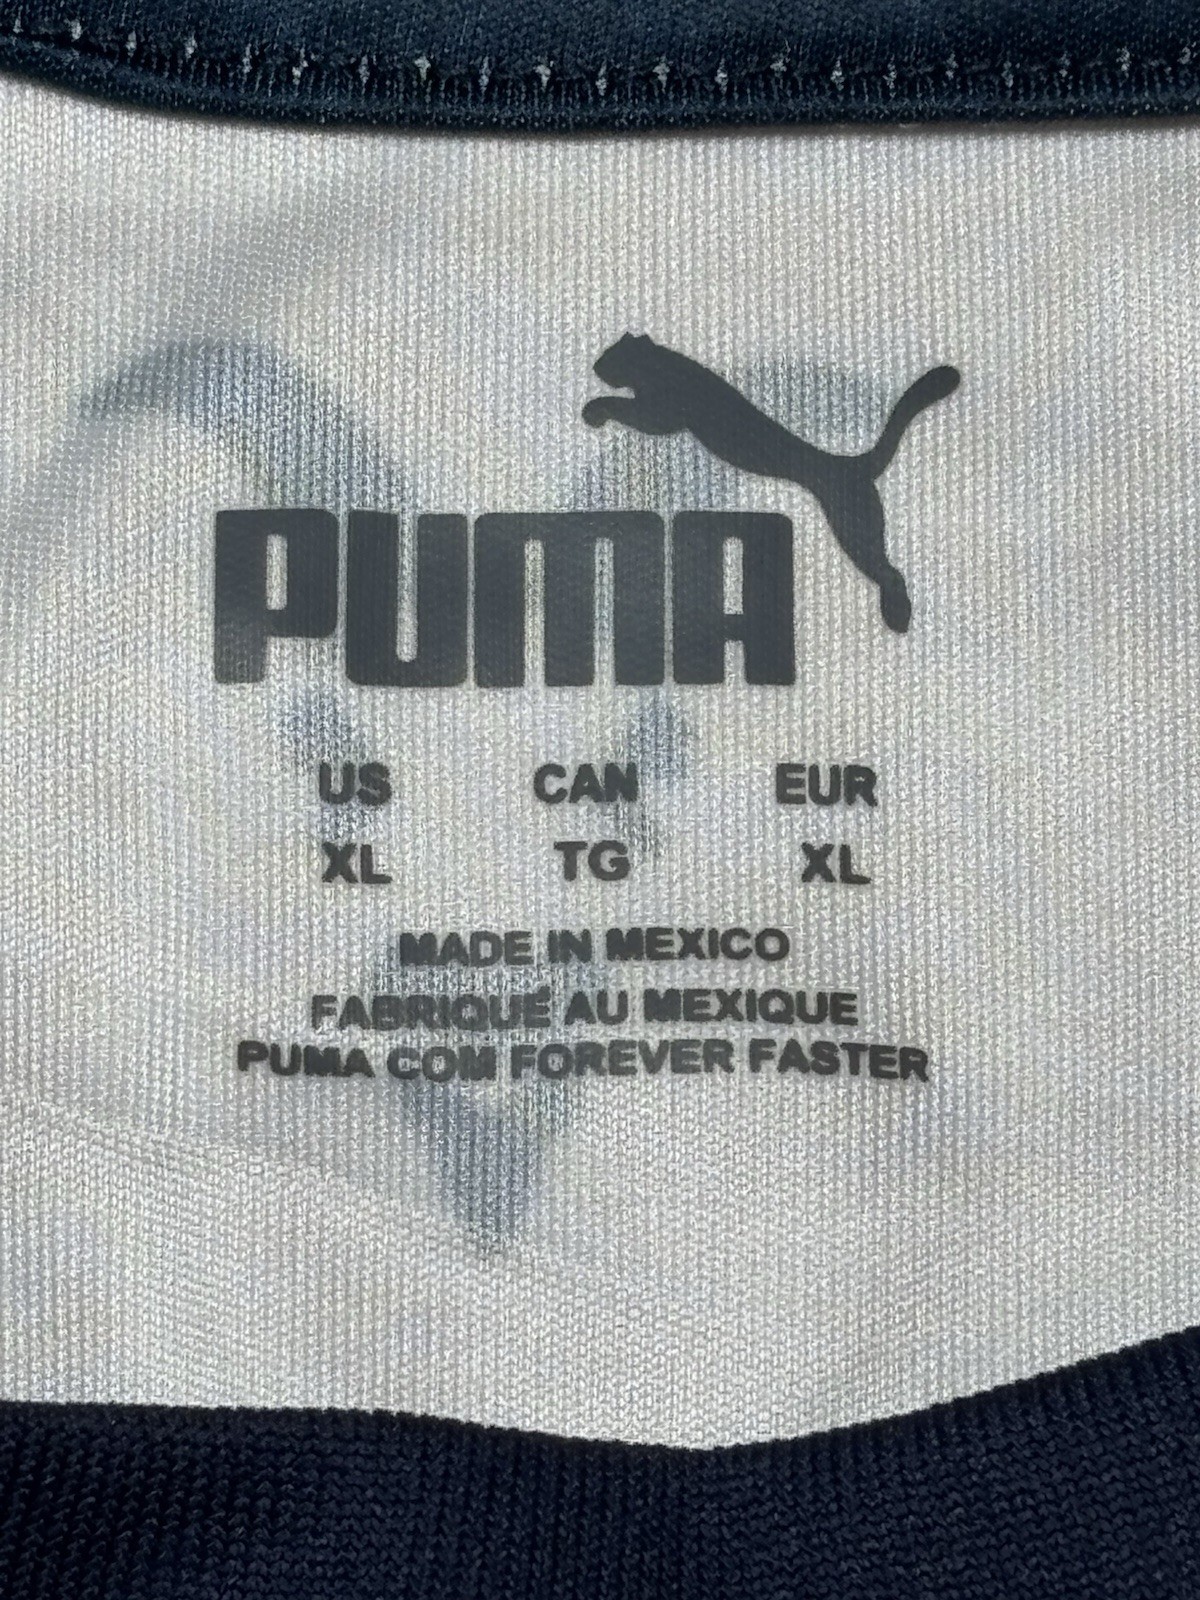 PUMA
US CAN EUR
XL TG XL
MADE IN MEXICO
FABRIQUÉ AU MEXIQUE
PUMA COM FOREVER FASTER